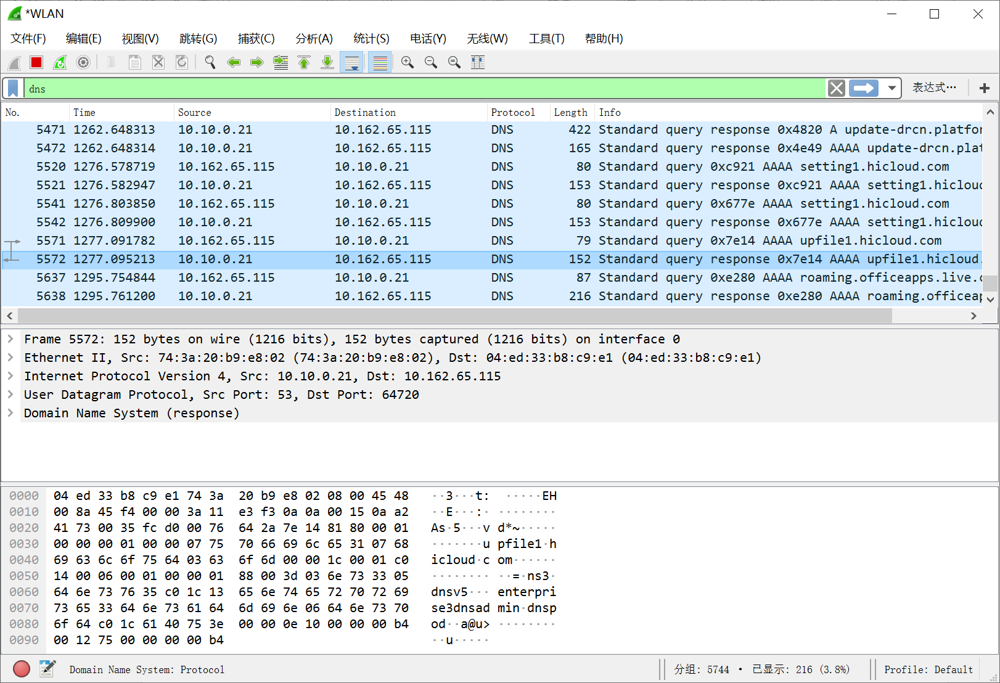 *WLAN
文件(F) 编辑(E) 视图(V) 跳转(G) 捕获(C) 分析(A) 统计(S) 电话(Y) 无线(W) 工具(T) 帮助(H)
dns 表达式…
No. Time Source Destination Protocol Length Info
5471 1262.648313 10.10.0.21 10.162.65.115 DNS 422 Standard query response 0x4820 A update-drcn.platfor
5472 1262.648314 10.10.0.21 10.162.65.115 DNS 165 Standard query response 0x4e49 AAAA update-drcn.plat
5520 1276.578719 10.162.65.115 10.10.0.21 DNS 80 Standard query 0xc921 AAAA setting1.hicloud.com
5521 1276.582947 10.10.0.21 10.162.65.115 DNS 153 Standard query response 0xc921 AAAA setting1.hicloud
5541 1276.803850 10.162.65.115 10.10.0.21 DNS 80 Standard query 0x677e AAAA setting1.hicloud.com
5542 1276.809900 10.10.0.21 10.162.65.115 DNS 153 Standard query response 0x677e AAAA setting1.hicloud
5571 1277.091782 10.162.65.115 10.10.0.21 DNS 79 Standard query 0x7e14 AAAA upfile1.hicloud.com
5572 1277.095213 10.10.0.21 10.162.65.115 DNS 152 Standard query response 0x7e14 AAAA upfile1.hicloud.
5637 1295.754844 10.162.65.115 10.10.0.21 DNS 87 Standard query 0xe280 AAAA roaming.officeapps.live.c
5638 1295.761200 10.10.0.21 10.162.65.115 DNS 216 Standard query response 0xe280 AAAA roaming.officeap
Frame 5572: 152 bytes on wire (1216 bits), 152 bytes captured (1216 bits) on interface 0
Ethernet II, Src: 74:3a:20:b9:e8:02 (74:3a:20:b9:e8:02), Dst: 04:ed:33:b8:c9:e1 (04:ed:33:b8:c9:e1)
Internet Protocol Version 4, Src: 10.10.0.21, Dst: 10.162.65.115
User Datagram Protocol, Src Port: 53, Dst Port: 64720
Domain Name System (response)
0000 04 ed 33 b8 c9 e1 74 3a 20 b9 e8 02 08 00 45 48 ··3···t: ·····EH
0010 00 8a 45 f4 00 00 3a 11 e3 f3 0a 0a 00 15 0a a2 ··E···:· ········
0020 41 73 00 35 fc d0 00 76 64 2a 7e 14 81 80 00 01 As·5···v d*~·····
0030 00 00 00 01 00 00 07 75 70 66 69 6c 65 31 07 68 ·······u pfile1·h
0040 69 63 6c 6f 75 64 03 63 6f 6d 00 00 1c 00 01 c0 icloud·c om······
0050 14 00 06 00 01 00 00 01 88 00 3d 03 6e 73 33 05 ········ ··=·ns3·
0060 64 6e 73 76 35 c0 1c 13 65 6e 74 65 72 70 72 69 dnsv5··· enterpri
0070 73 65 33 64 6e 73 61 64 6d 69 6e 06 64 6e 73 70 se3dnsad min·dnsp
0080 6f 64 c0 1c 61 40 75 3e 00 00 0e 10 00 00 00 b4 od··a@u> ········
0090 00 12 75 00 00 00 00 b4 ··u·····
Domain Name System: Protocol 分组: 5744 · 已显示: 216 (3.8%) Profile: Default